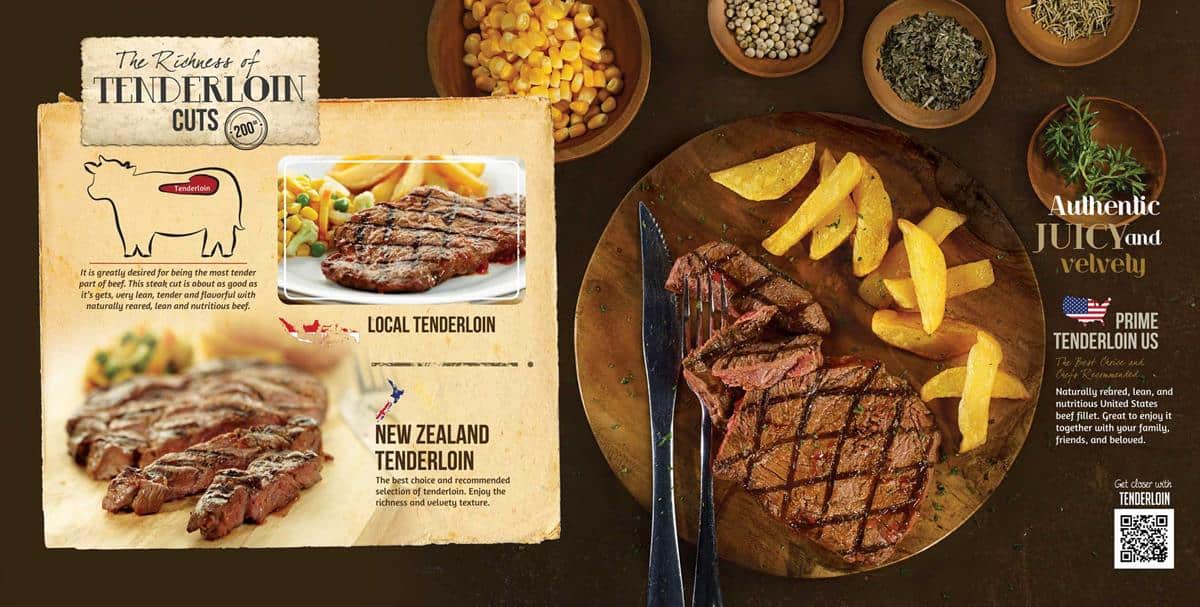 The Richness of
TENDERLOIN
CUTS
200gr
Tenderloin
It is greatly desired for being the most tender
part of beef. This steak cut is about as good as
it's gets, very lean, tender and flavorful with
naturally reared, lean and nutritious beef.
LOCAL TENDERLOIN
NEW ZEALAND
TENDERLOIN
The best choice and recommended
selection of tenderloin. Enjoy the
richness and velvety texture.
Authentic
JUICY and
velvety
PRIME
TENDERLOIN US
The Best Choice and
Chef's Recommended...
Naturally reared, lean, and
nutritious United States
beef fillet. Great to enjoy it
together with your family,
friends, and beloved.
Get closer with
TENDERLOIN